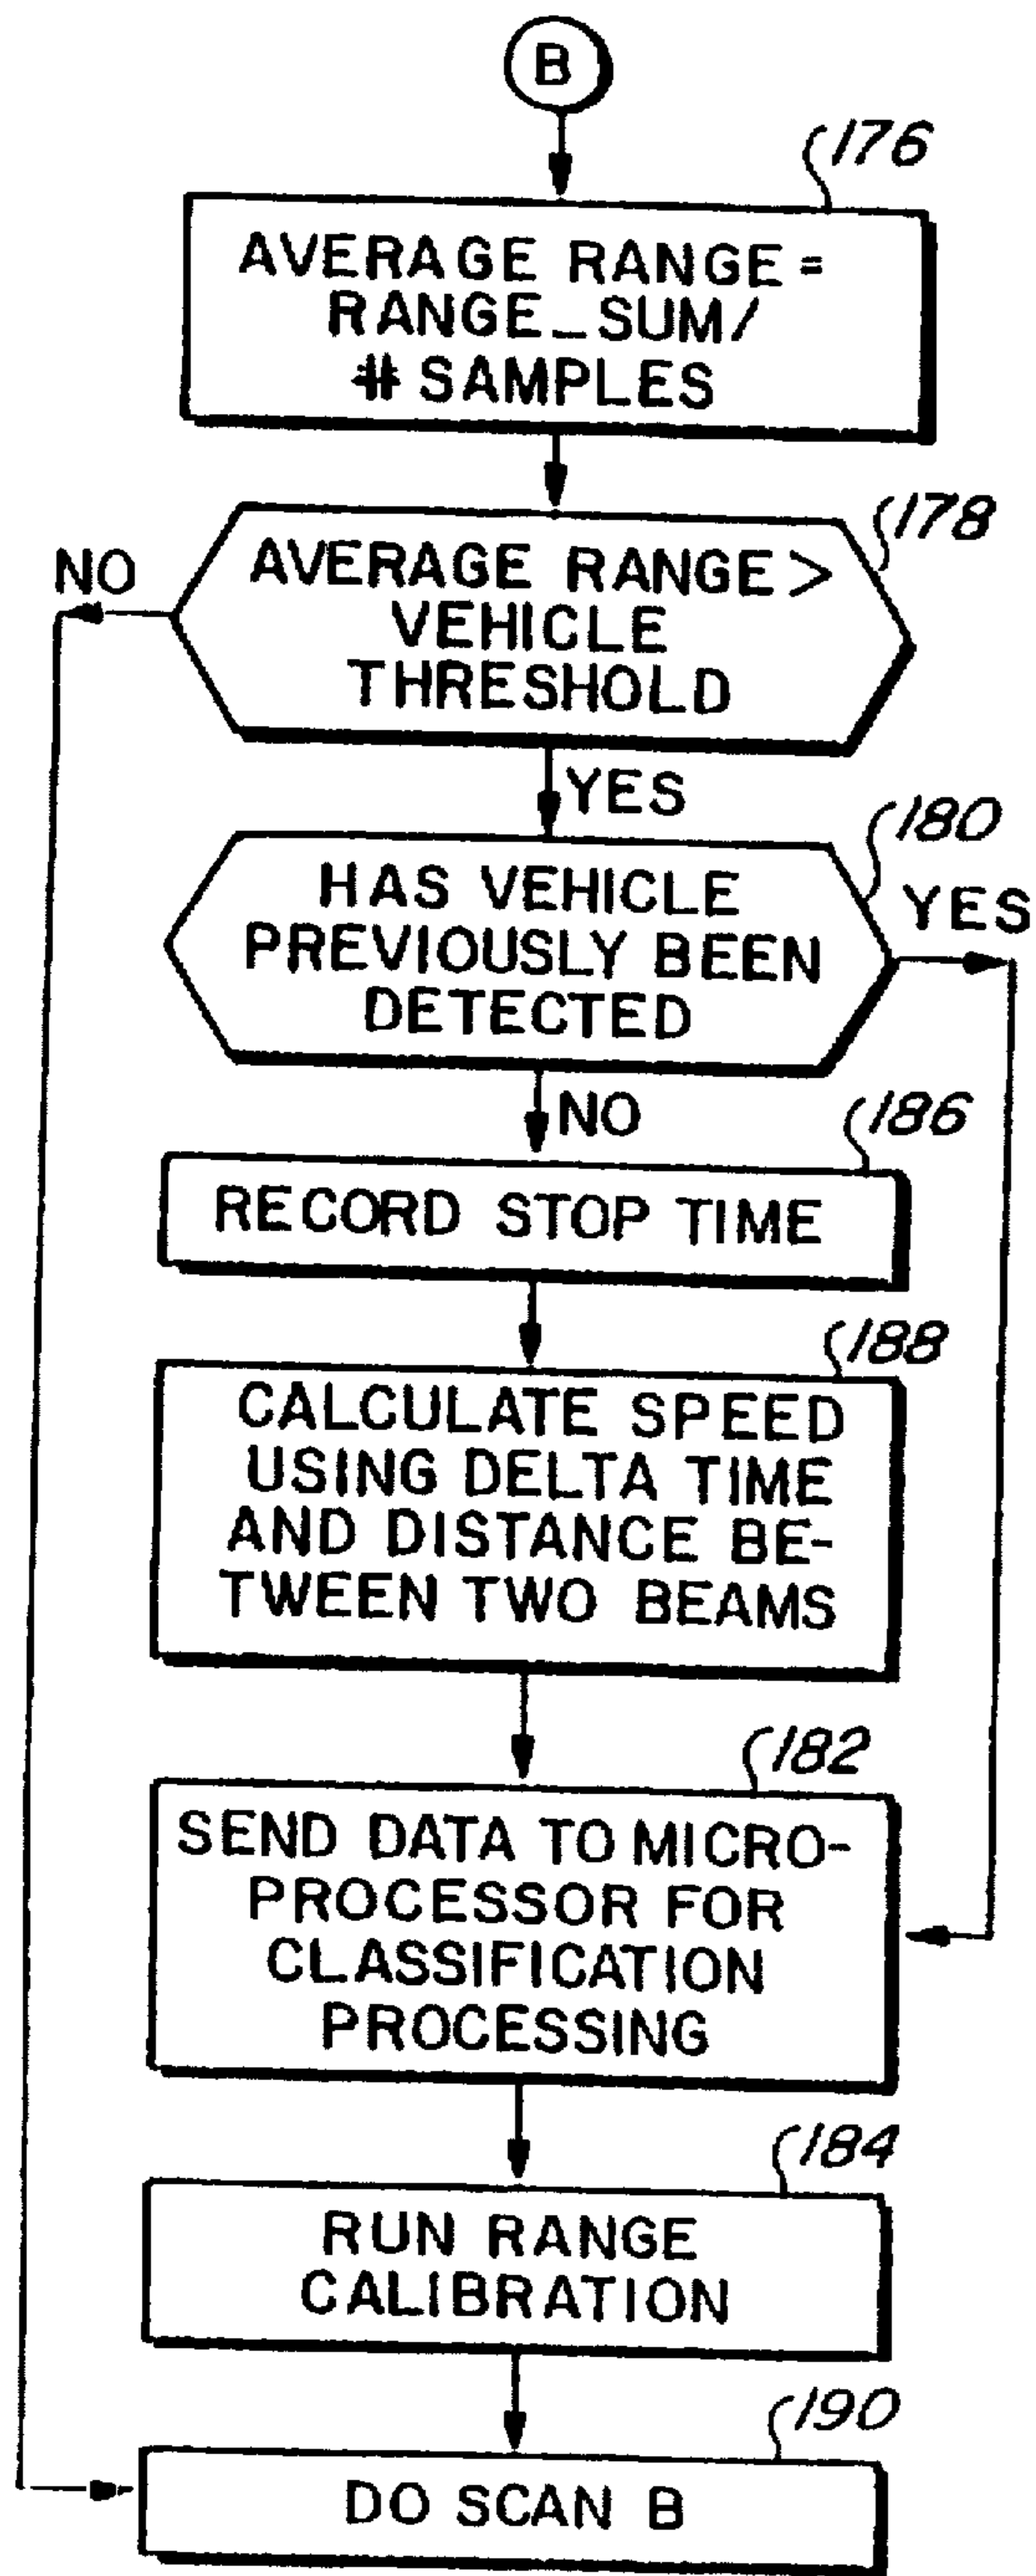 B
176
AVERAGE RANGE =
RANGE_SUM/
# SAMPLES
178
NO
AVERAGE RANGE >
VEHICLE
THRESHOLD
YES
180
HAS VEHICLE
PREVIOUSLY BEEN
DETECTED
YES
NO
186
RECORD STOP TIME
188
CALCULATE SPEED
USING DELTA TIME
AND DISTANCE BE-
TWEEN TWO BEAMS
182
SEND DATA TO MICRO-
PROCESSOR FOR
CLASSIFICATION
PROCESSING
184
RUN RANGE
CALIBRATION
190
DO SCAN B